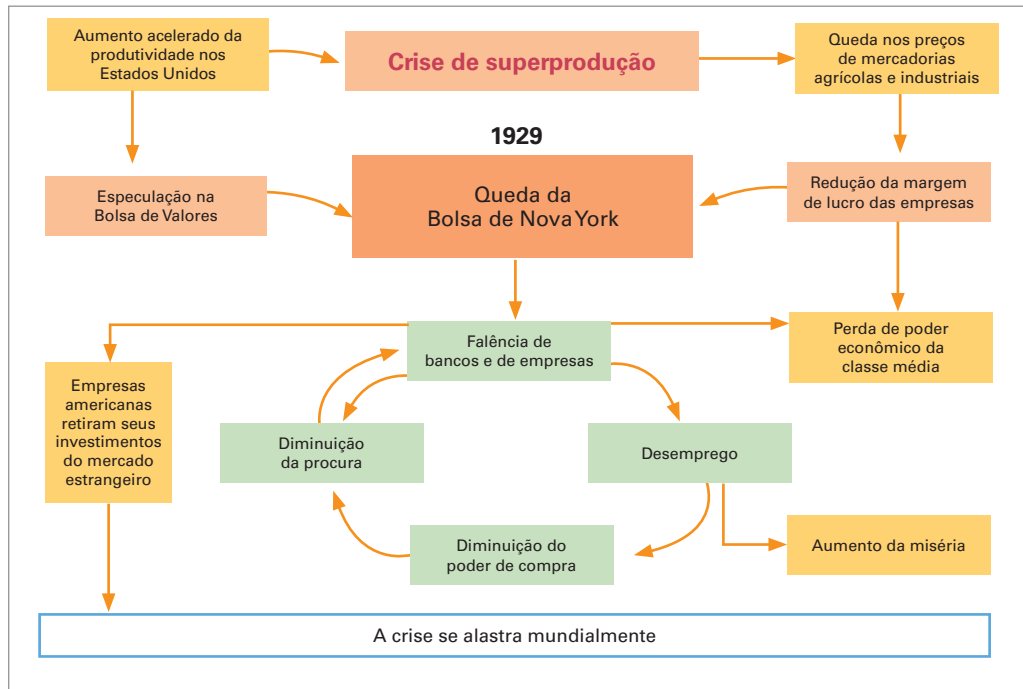 Aumento acelerado da
produtividade nos
Estados Unidos
Crise de superprodução
Queda nos preços
de mercadorias
agrícolas e industriais
1929
Especulação na
Bolsa de Valores
Queda da
Bolsa de Nova York
Redução da margem
de lucro das empresas
Falência de
bancos e de empresas
Perda de poder
econômico da
classe média
Empresas
americanas
retiram seus
investimentos
do mercado
estrangeiro
Diminuição
da procura
Desemprego
Diminuição do
poder de compra
Aumento da miséria
A crise se alastra mundialmente